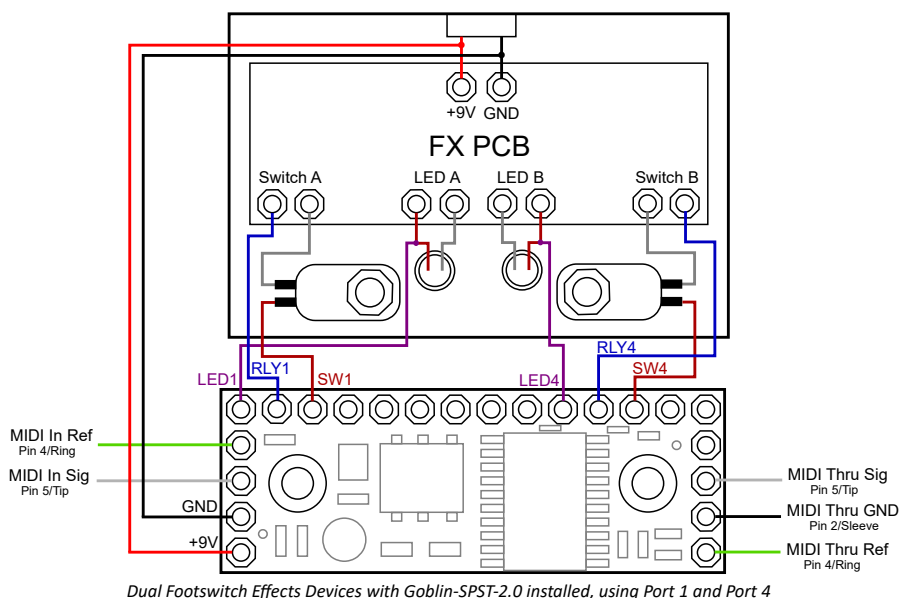 +9V GND
FX PCB
Switch A
LED A
LED B
Switch B
LED1
RLY1
SW1
LED4
RLY4
SW4
MIDI In Ref
Pin 4/Ring
MIDI In Sig
Pin 5/Tip
GND
+9V
MIDI Thru Sig
Pin 5/Tip
MIDI Thru GND
Pin 2/Sleeve
MIDI Thru Ref
Pin 4/Ring
Dual Footswitch Effects Devices with Goblin-SPST-2.0 installed, using Port 1 and Port 4